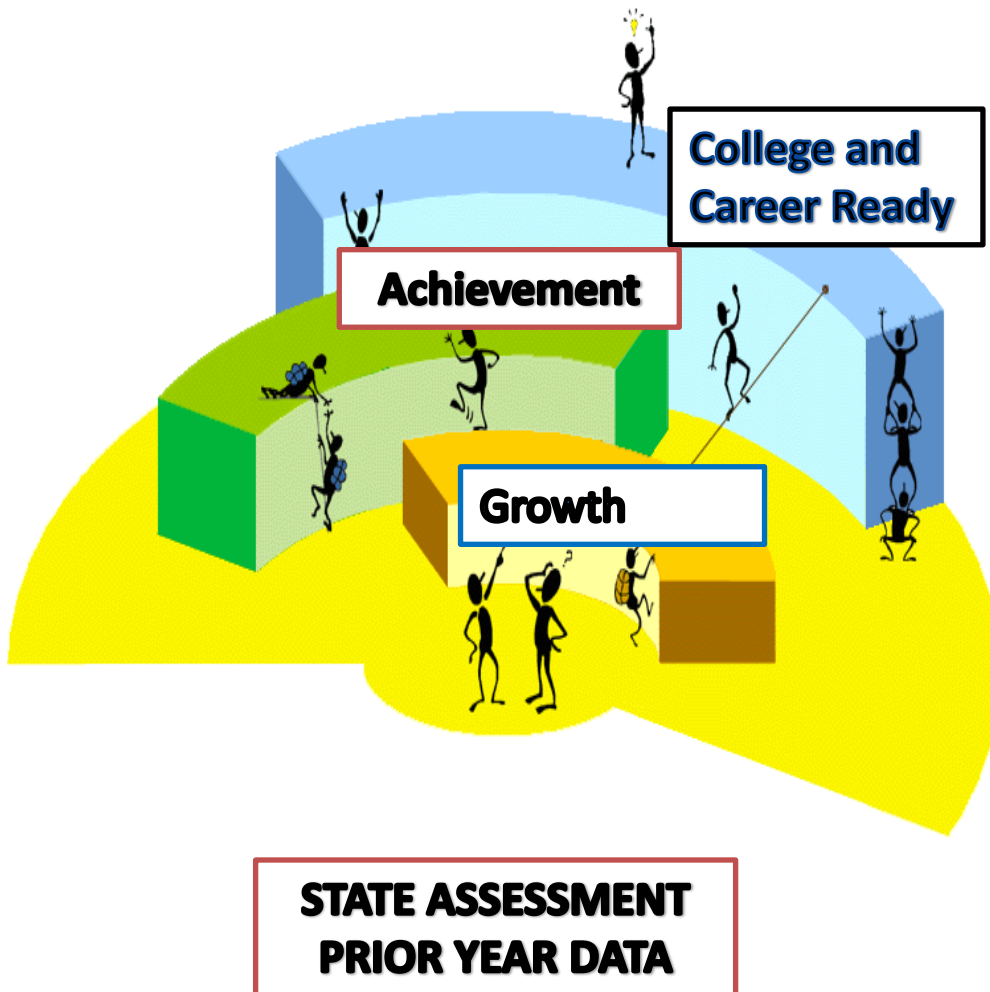 College and
Career Ready
Achievement
Growth
?
STATE ASSESSMENT
PRIOR YEAR DATA